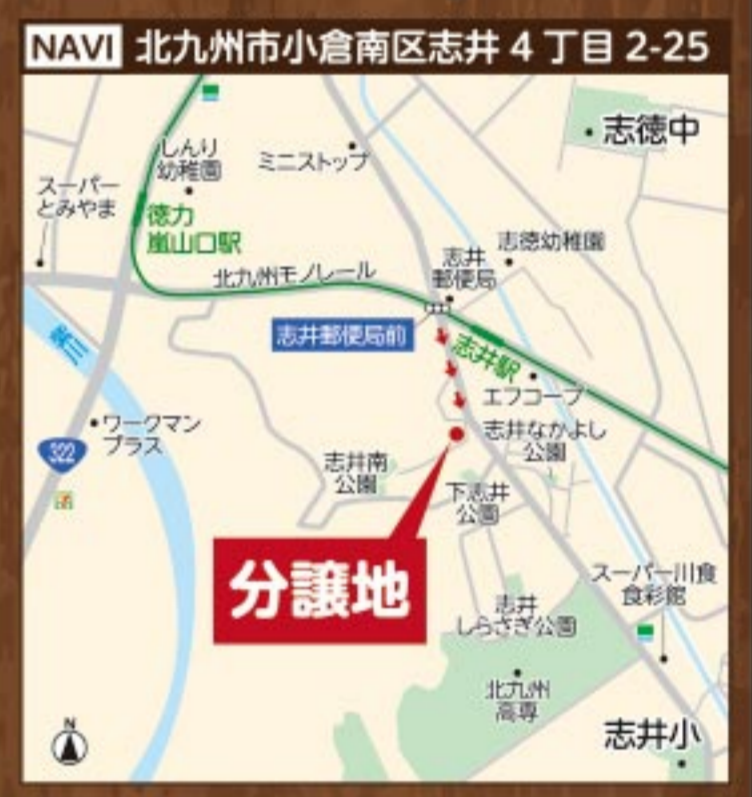 NAVI 北九州市小倉南区志井4丁目2-25
志徳中
しんり
幼稚園
ミニストップ
スーパー
とみやま
徳力
嵐山口駅
志徳幼稚園
志井
郵便局
北九州モノレール
志井郵便局前
志井駅
エフコープ
紫川
ワークマン
プラス
322
志井なかよし
公園
志井南
公園
下志井
公園
分譲地
スーパー川食
食彩館
志井
しらさぎ公園
北九州
高専
志井小
N